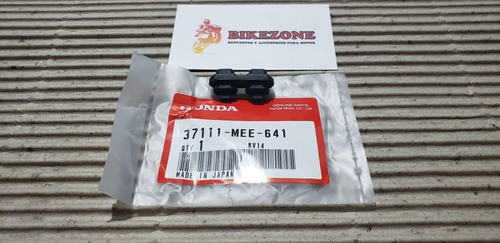 BIKEZONE
REPUESTOS Y ACCESORIOS PARA MOTOS
HONDA
GENUINE PARTS
Honda Motor Co., Ltd.
37111-MEE-641
QTY 1
BV14
MADE IN JAPAN